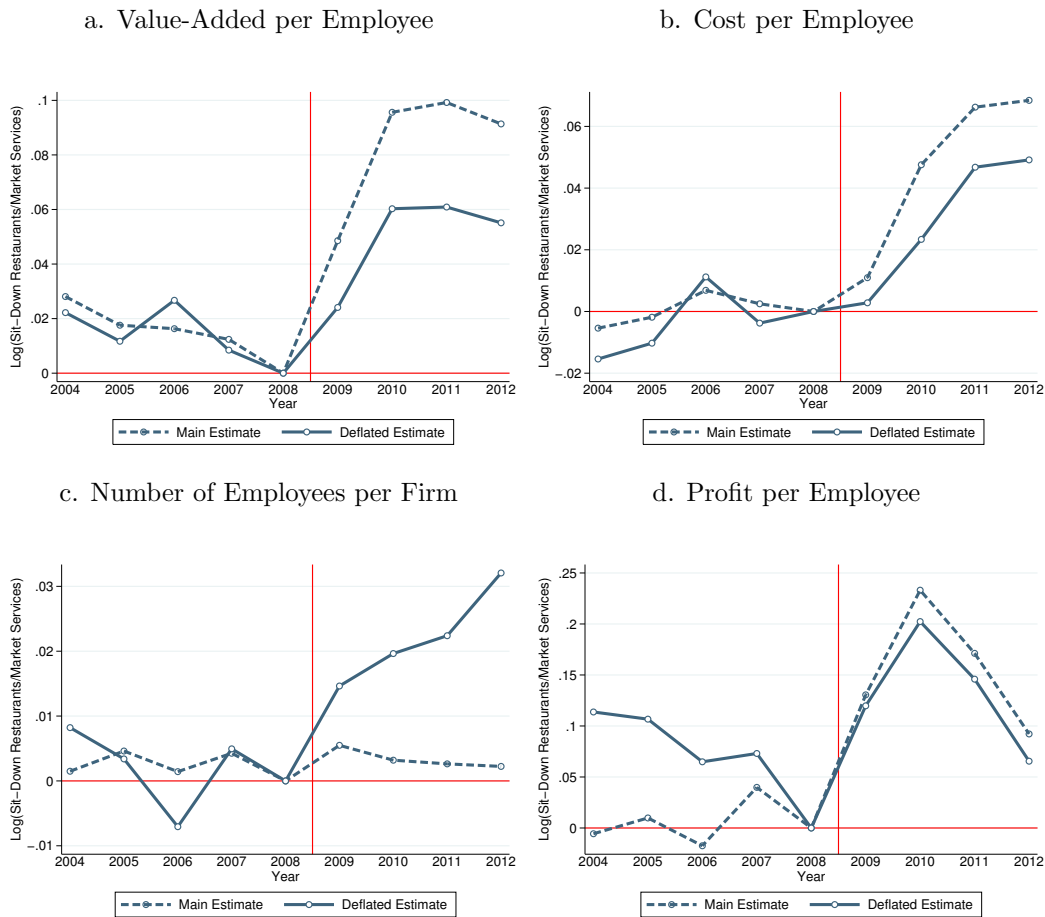 a. Value-Added per Employee
b. Cost per Employee
Log(Sit-Down Restaurants/Market Services)
.1
.08
.06
.04
.02
0
2004 2005 2006 2007 2008 2009 2010 2011 2012
Year
Main Estimate Deflated Estimate
Log(Sit-Down Restaurants/Market Services)
.06
.04
.02
0
-.02
2004 2005 2006 2007 2008 2009 2010 2011 2012
Year
Main Estimate Deflated Estimate
c. Number of Employees per Firm
d. Profit per Employee
Log(Sit-Down Restaurants/Market Services)
.03
.02
.01
0
-.01
2004 2005 2006 2007 2008 2009 2010 2011 2012
Year
Main Estimate Deflated Estimate
Log(Sit-Down Restaurants/Market Services)
.25
.2
.15
.1
.05
0
2004 2005 2006 2007 2008 2009 2010 2011 2012
Year
Main Estimate Deflated Estimate